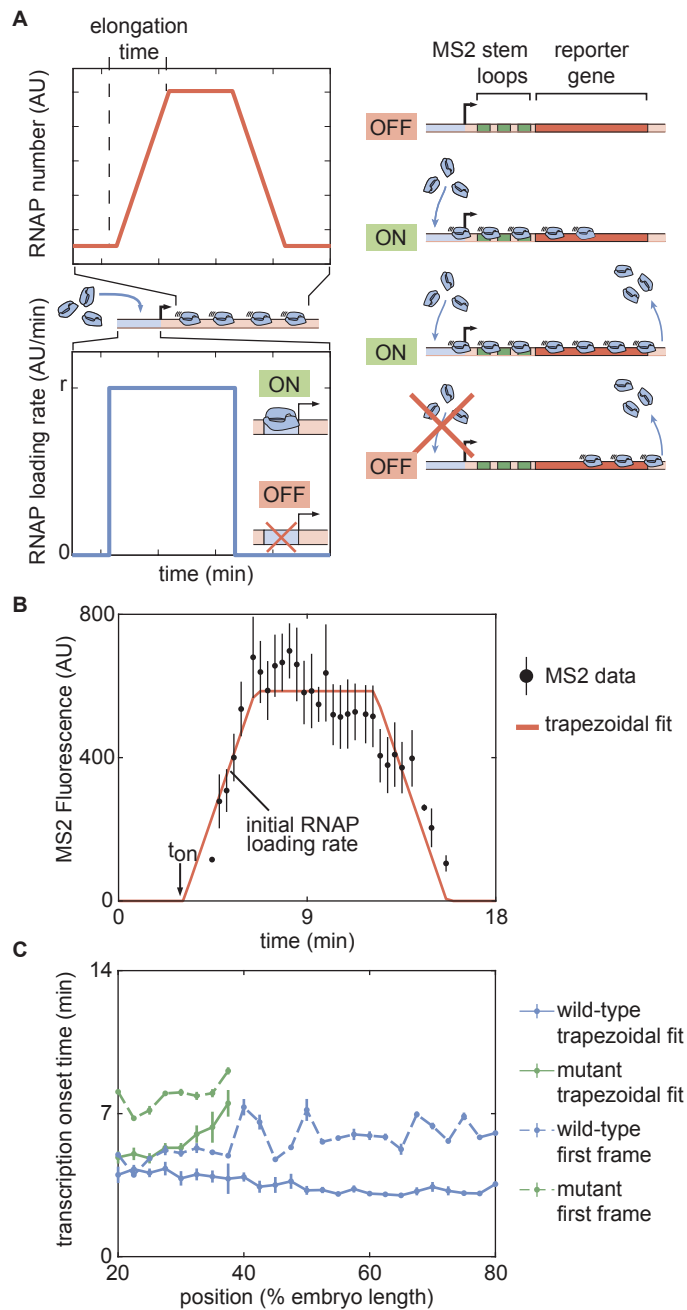 A
elongation
time
RNAP number (AU)
MS2 stem
loops
reporter
gene
OFF
ON
ON
OFF
RNAP loading rate (AU/min)
r
0
ON
OFF
time (min)
B
MS2 Fluorescence (AU)
800
400
0
t_on
initial RNAP
loading rate
0
9
18
time (min)
MS2 data
trapezoidal fit
C
transcription onset time (min)
14
7
0
20
40
60
80
position (% embryo length)
wild-type
trapezoidal fit
mutant
trapezoidal fit
wild-type
first frame
mutant
first frame